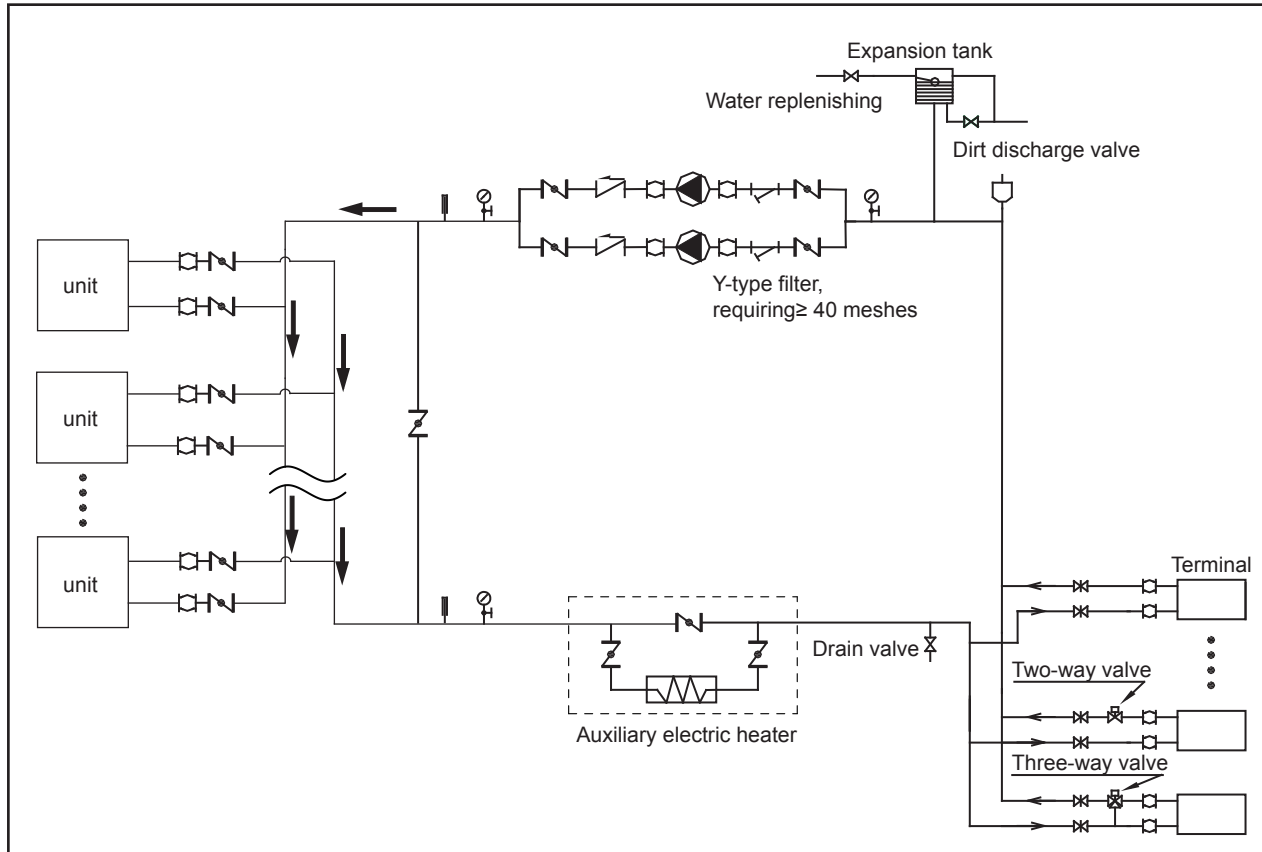 Expansion tank
Water replenishing
Dirt discharge valve
unit
Y-type filter,
requiring≥ 40 meshes
unit
unit
Terminal
Drain valve
Two-way valve
Auxiliary electric heater
Three-way valve